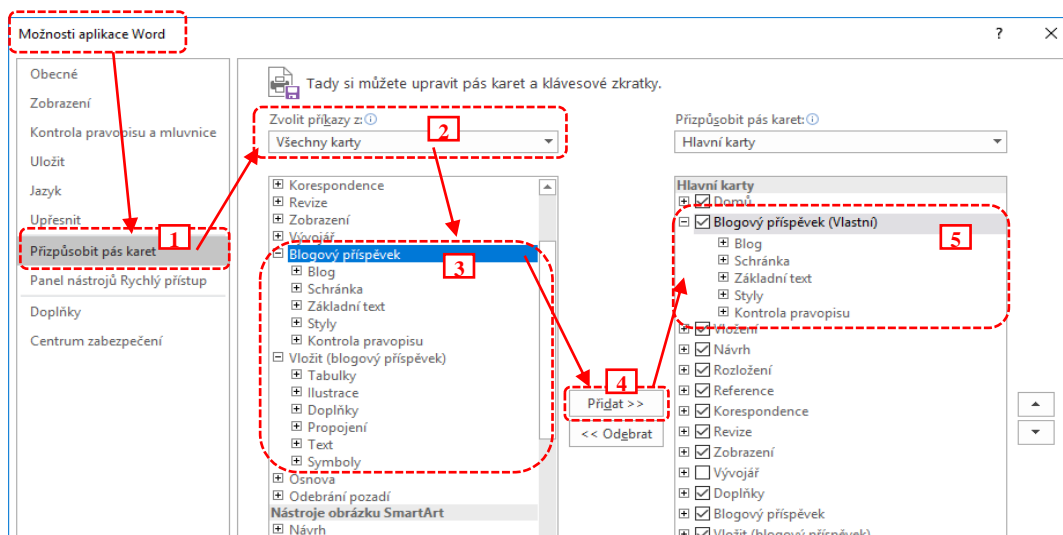 Možnosti aplikace Word
?
Obecné
Zobrazení
Kontrola pravopisu a mluvnice
Uložit
Jazyk
Upřesnit
1
Přizpůsobit pás karet
Panel nástrojů Rychlý přístup
Doplňky
Centrum zabezpečení
Tady si můžete upravit pás karet a klávesové zkratky.
Zvolit příkazy z:
2
Všechny karty
Korespondence
Revize
Zobrazení
Vývojář
Blogový příspěvek
3
Blog
Schránka
Základní text
Styly
Kontrola pravopisu
Vložit (blogový příspěvek)
Tabulky
Ilustrace
Doplňky
Propojení
Text
Symboly
Osnova
Odebrání pozadí
Nástroje obrázku SmartArt
Návrh
4
Přidat >>
<< Odebrat
Přizpůsobit pás karet:
Hlavní karty
Hlavní karty
Domů
Blogový příspěvek (Vlastní)
5
Blog
Schránka
Základní text
Styly
Kontrola pravopisu
Vložení
Návrh
Rozložení
Reference
Korespondence
Revize
Zobrazení
Vývojář
Doplňky
Blogový příspěvek
Vložit (blogový příspěvek)